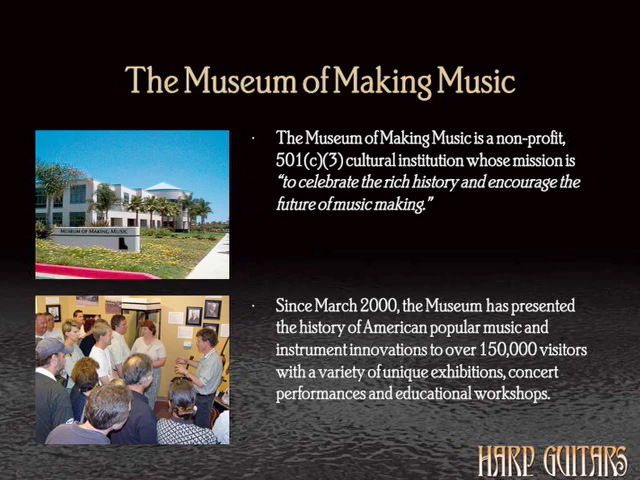 The Museum of Making Music
MUSEUM OF MAKING MUSIC
· The Museum of Making Music is a non-profit,
501(c)(3) cultural institution whose mission is
“to celebrate the rich history and encourage the
future of music making.”
· Since March 2000, the Museum has presented
the history of American popular music and
instrument innovations to over 150,000 visitors
with a variety of unique exhibitions, concert
performances and educational workshops.
HARP GUITARS